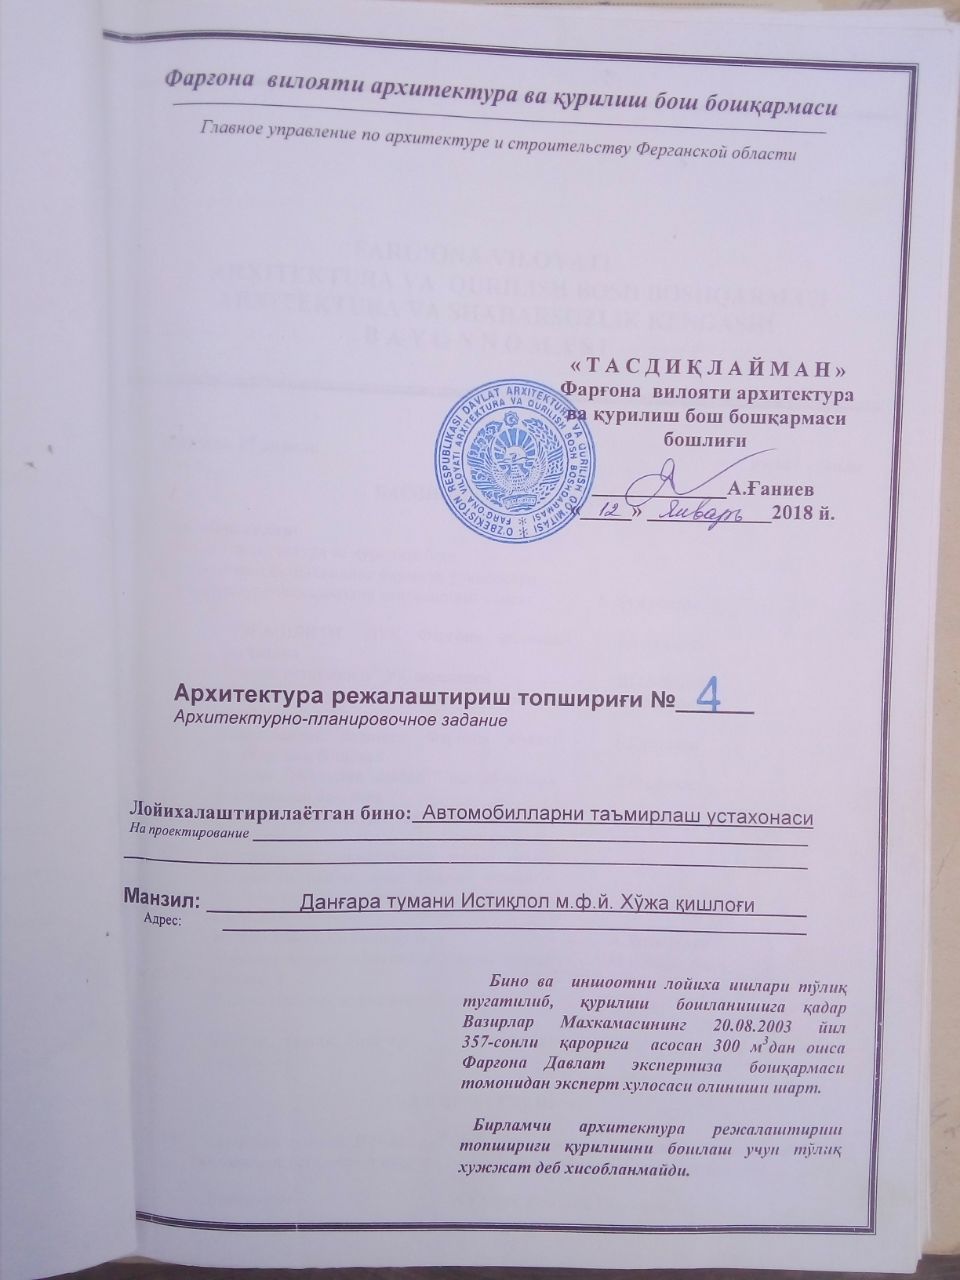 Фарғона вилояти архитектура ва қурилиш бош бошқармаси
Главное управление по архитектуре и строительству Ферганской области
«ТАСДИҚЛАЙМАН»
Фарғона вилояти архитектура
ва қурилиш бош бошқармаси
бошлиғи
А.Ғаниев
«12» Январь 2018 й.
O'ZBEKISTON RESPUBLIKASI DAVLAT ARXITEKTURA VA QURILISH QO'MITASI
FARG'ONA VILOYATI ARXITEKTURA VA QURILISH BOSH BOSHQARMASI
Архитектура режалаштириш топшириғи № 4
Архитектурно-планировочное задание
Лойихалаштирилаётган бино: Автомобилларни таъмирлаш устахонаси
На проектирование
Манзил: Данғара тумани Истиқлол м.ф.й. Хўжа қишлоғи
Адрес:
Бино ва иншоотни лойиха ишлари тўлиқ
тугатилиб, қурилиш бошланишига қадар
Вазирлар Махкамасининг 20.08.2003 йил
357-сонли қарорига асосан 300 м³дан ошса
Фарғона Давлат экспертиза бошқармаси
томонидан эксперт хулосаси олиниши шарт.
Бирламчи архитектура режалаштириш
топшириғи қурилишни бошлаш учун тўлиқ
хужжат деб хисобланмайди.